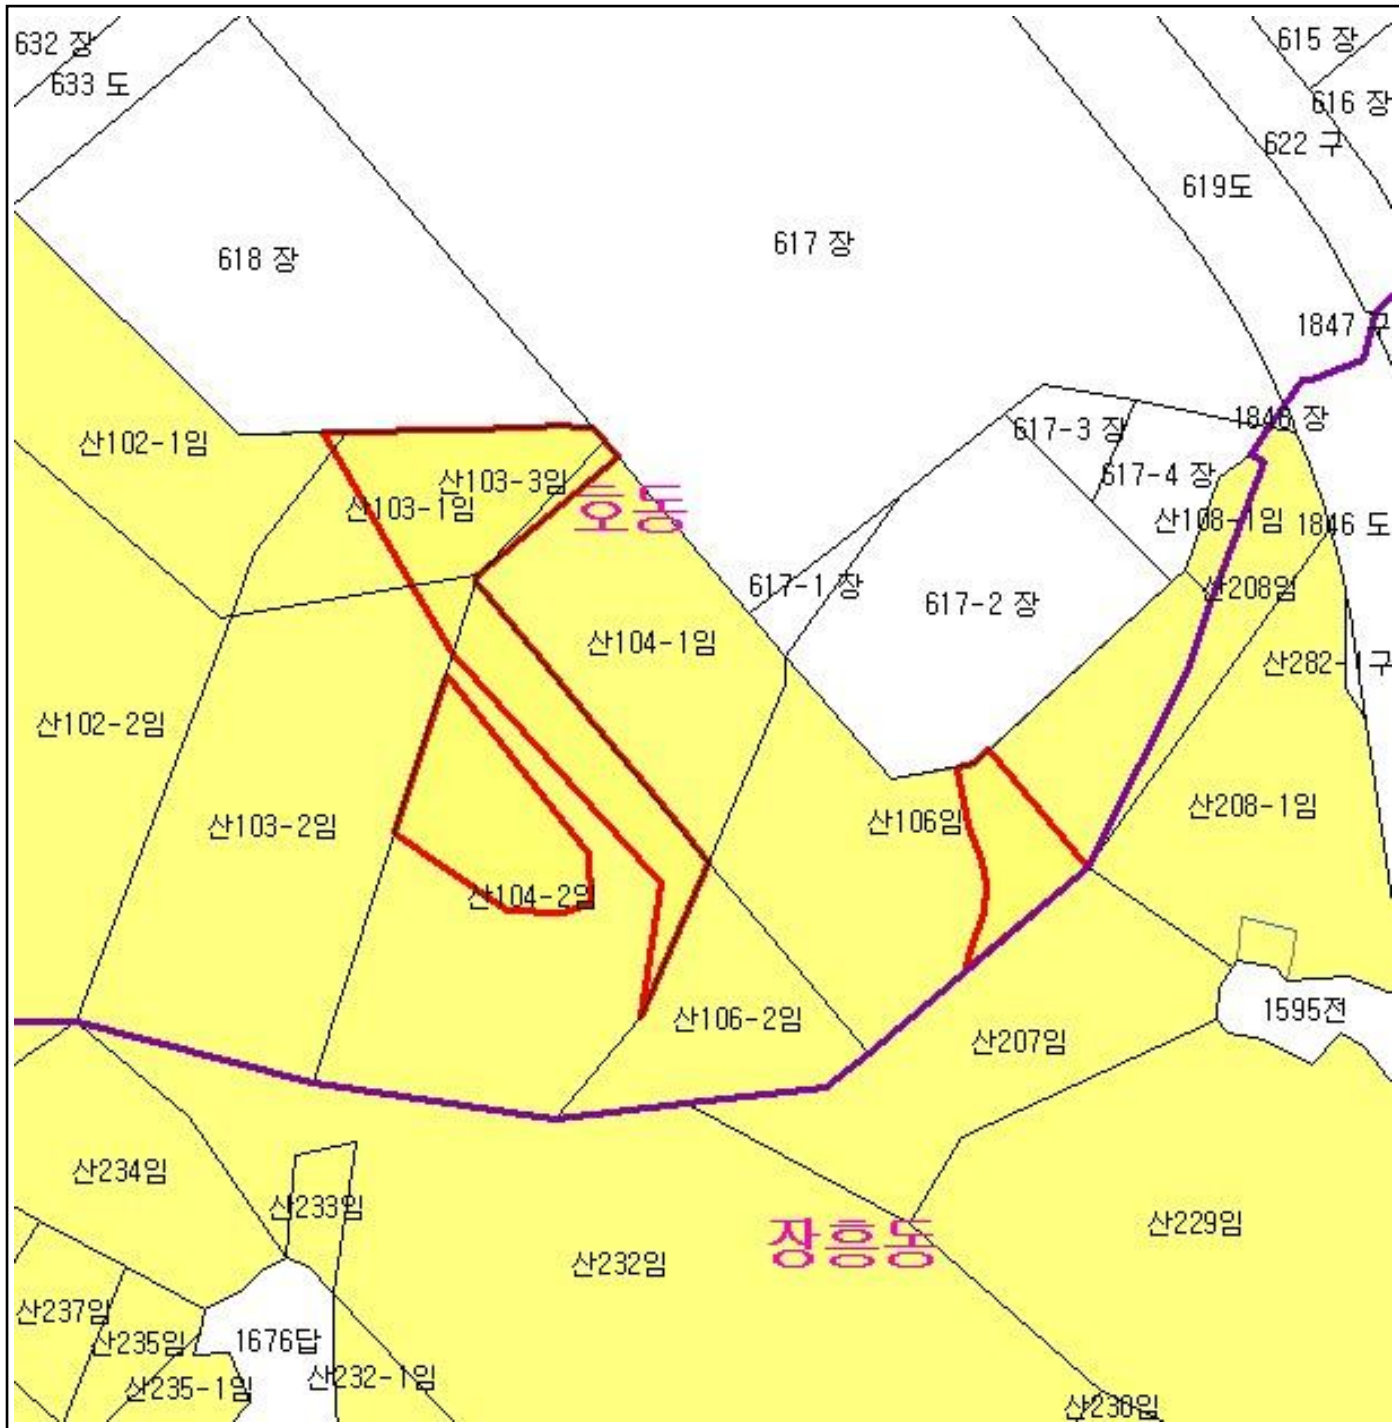 632 장
615 장
633 도
616 장
622 구
619도
617 장
618 장
1847 구
산102-1임
617-3 장
1848 장
617-4 장
산103-3임
산103-1임
호동
산108-1임
1846 도
617-1 장
산208임
617-2 장
산104-1임
산282-1구
산102-2임
산208-1임
산103-2임
산106임
산104-2임
1595전
산106-2임
산207임
산234임
산233임
산229임
장흥동
산232임
산237임
산235임
1676답
산235-1임
산232-1임
산230임